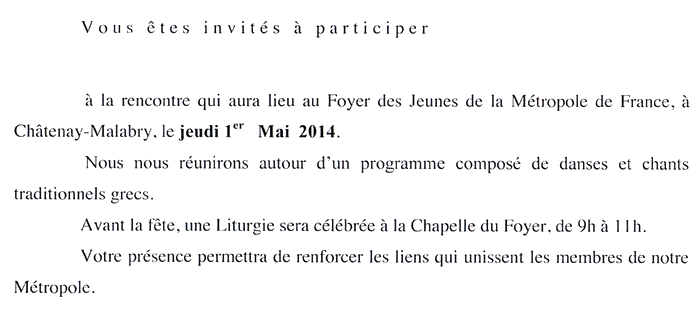 Vous êtes invités à participer
à la rencontre qui aura lieu au Foyer des Jeunes de la Métropole de France, à
Châtenay-Malabry, le jeudi 1er Mai 2014.
Nous nous réunirons autour d'un programme composé de danses et chants
traditionnels grecs.
Avant la fête, une Liturgie sera célébrée à la Chapelle du Foyer, de 9h à 11h.
Votre présence permettra de renforcer les liens qui unissent les membres de notre
Métropole.